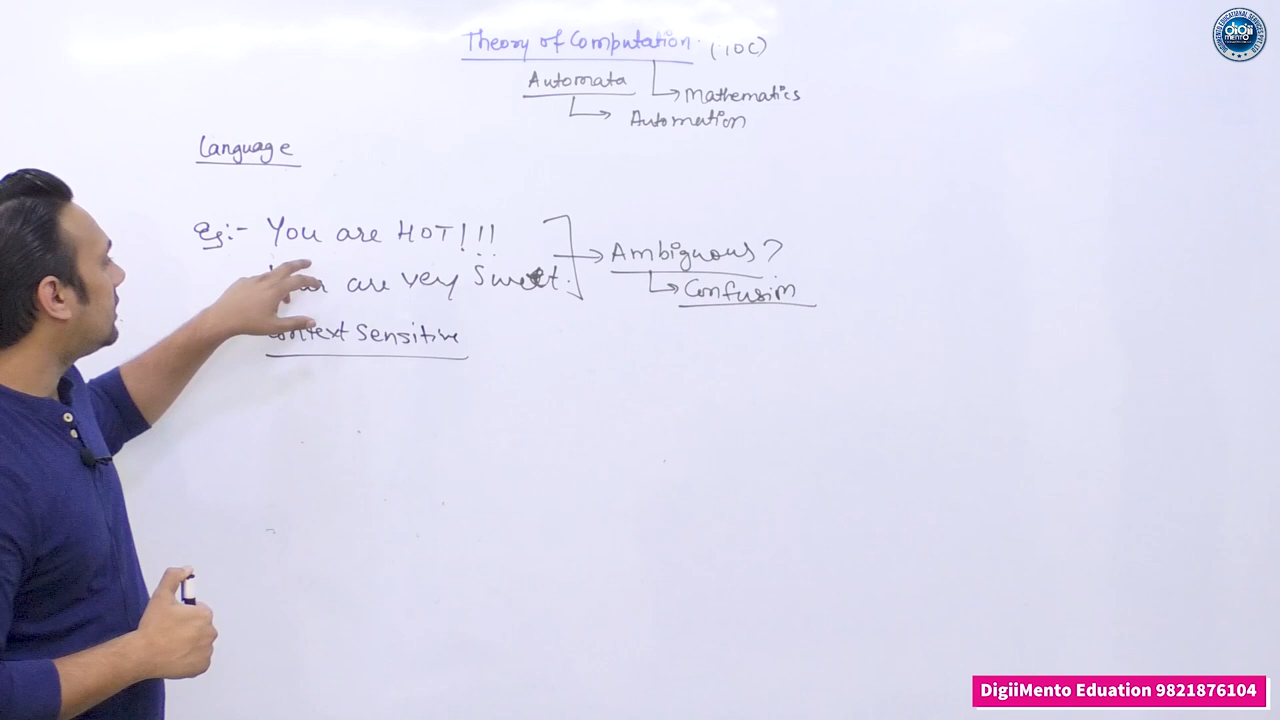 Theory of Computation (TOC)
Automata
Mathematics
Automation
Language
Eg:- You are HOT!!!
are very Sweet.
Ambiguous?
Confusion
Context Sensitive
DigiiMento Eduation 9821876104